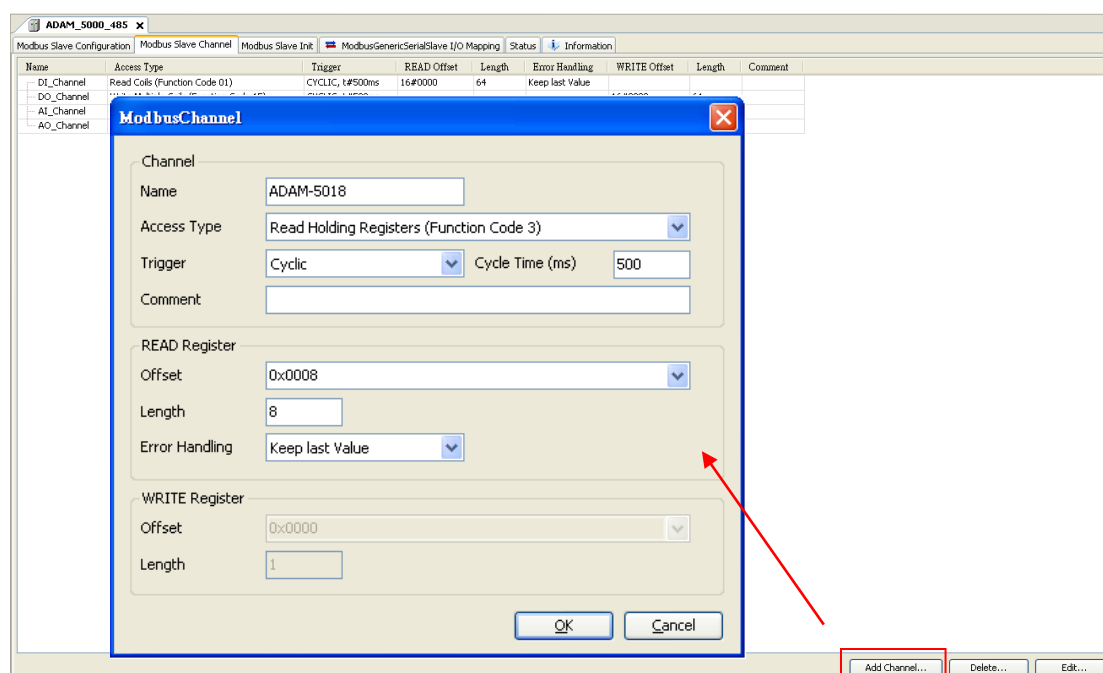 ADAM_5000_485 x
Modbus Slave Configuration Modbus Slave Channel Modbus Slave Init ModbusGenericSerialSlave I/O Mapping Status Information
Name Access Type Trigger READ Offset Length Error Handling WRITE Offset Length Comment
DI_Channel Read Coils (Function Code 01) CYCLIC, t#500ms 16#0000 64 Keep last Value
DO_Channel
AI_Channel
AO_Channel
ModbusChannel
Channel
Name ADAM-5018
Access Type Read Holding Registers (Function Code 3)
Trigger Cyclic Cycle Time (ms) 500
Comment
READ Register
Offset 0x0008
Length 8
Error Handling Keep last Value
WRITE Register
Offset 0x0000
Length 1
OK Cancel
Add Channel... Delete... Edit...